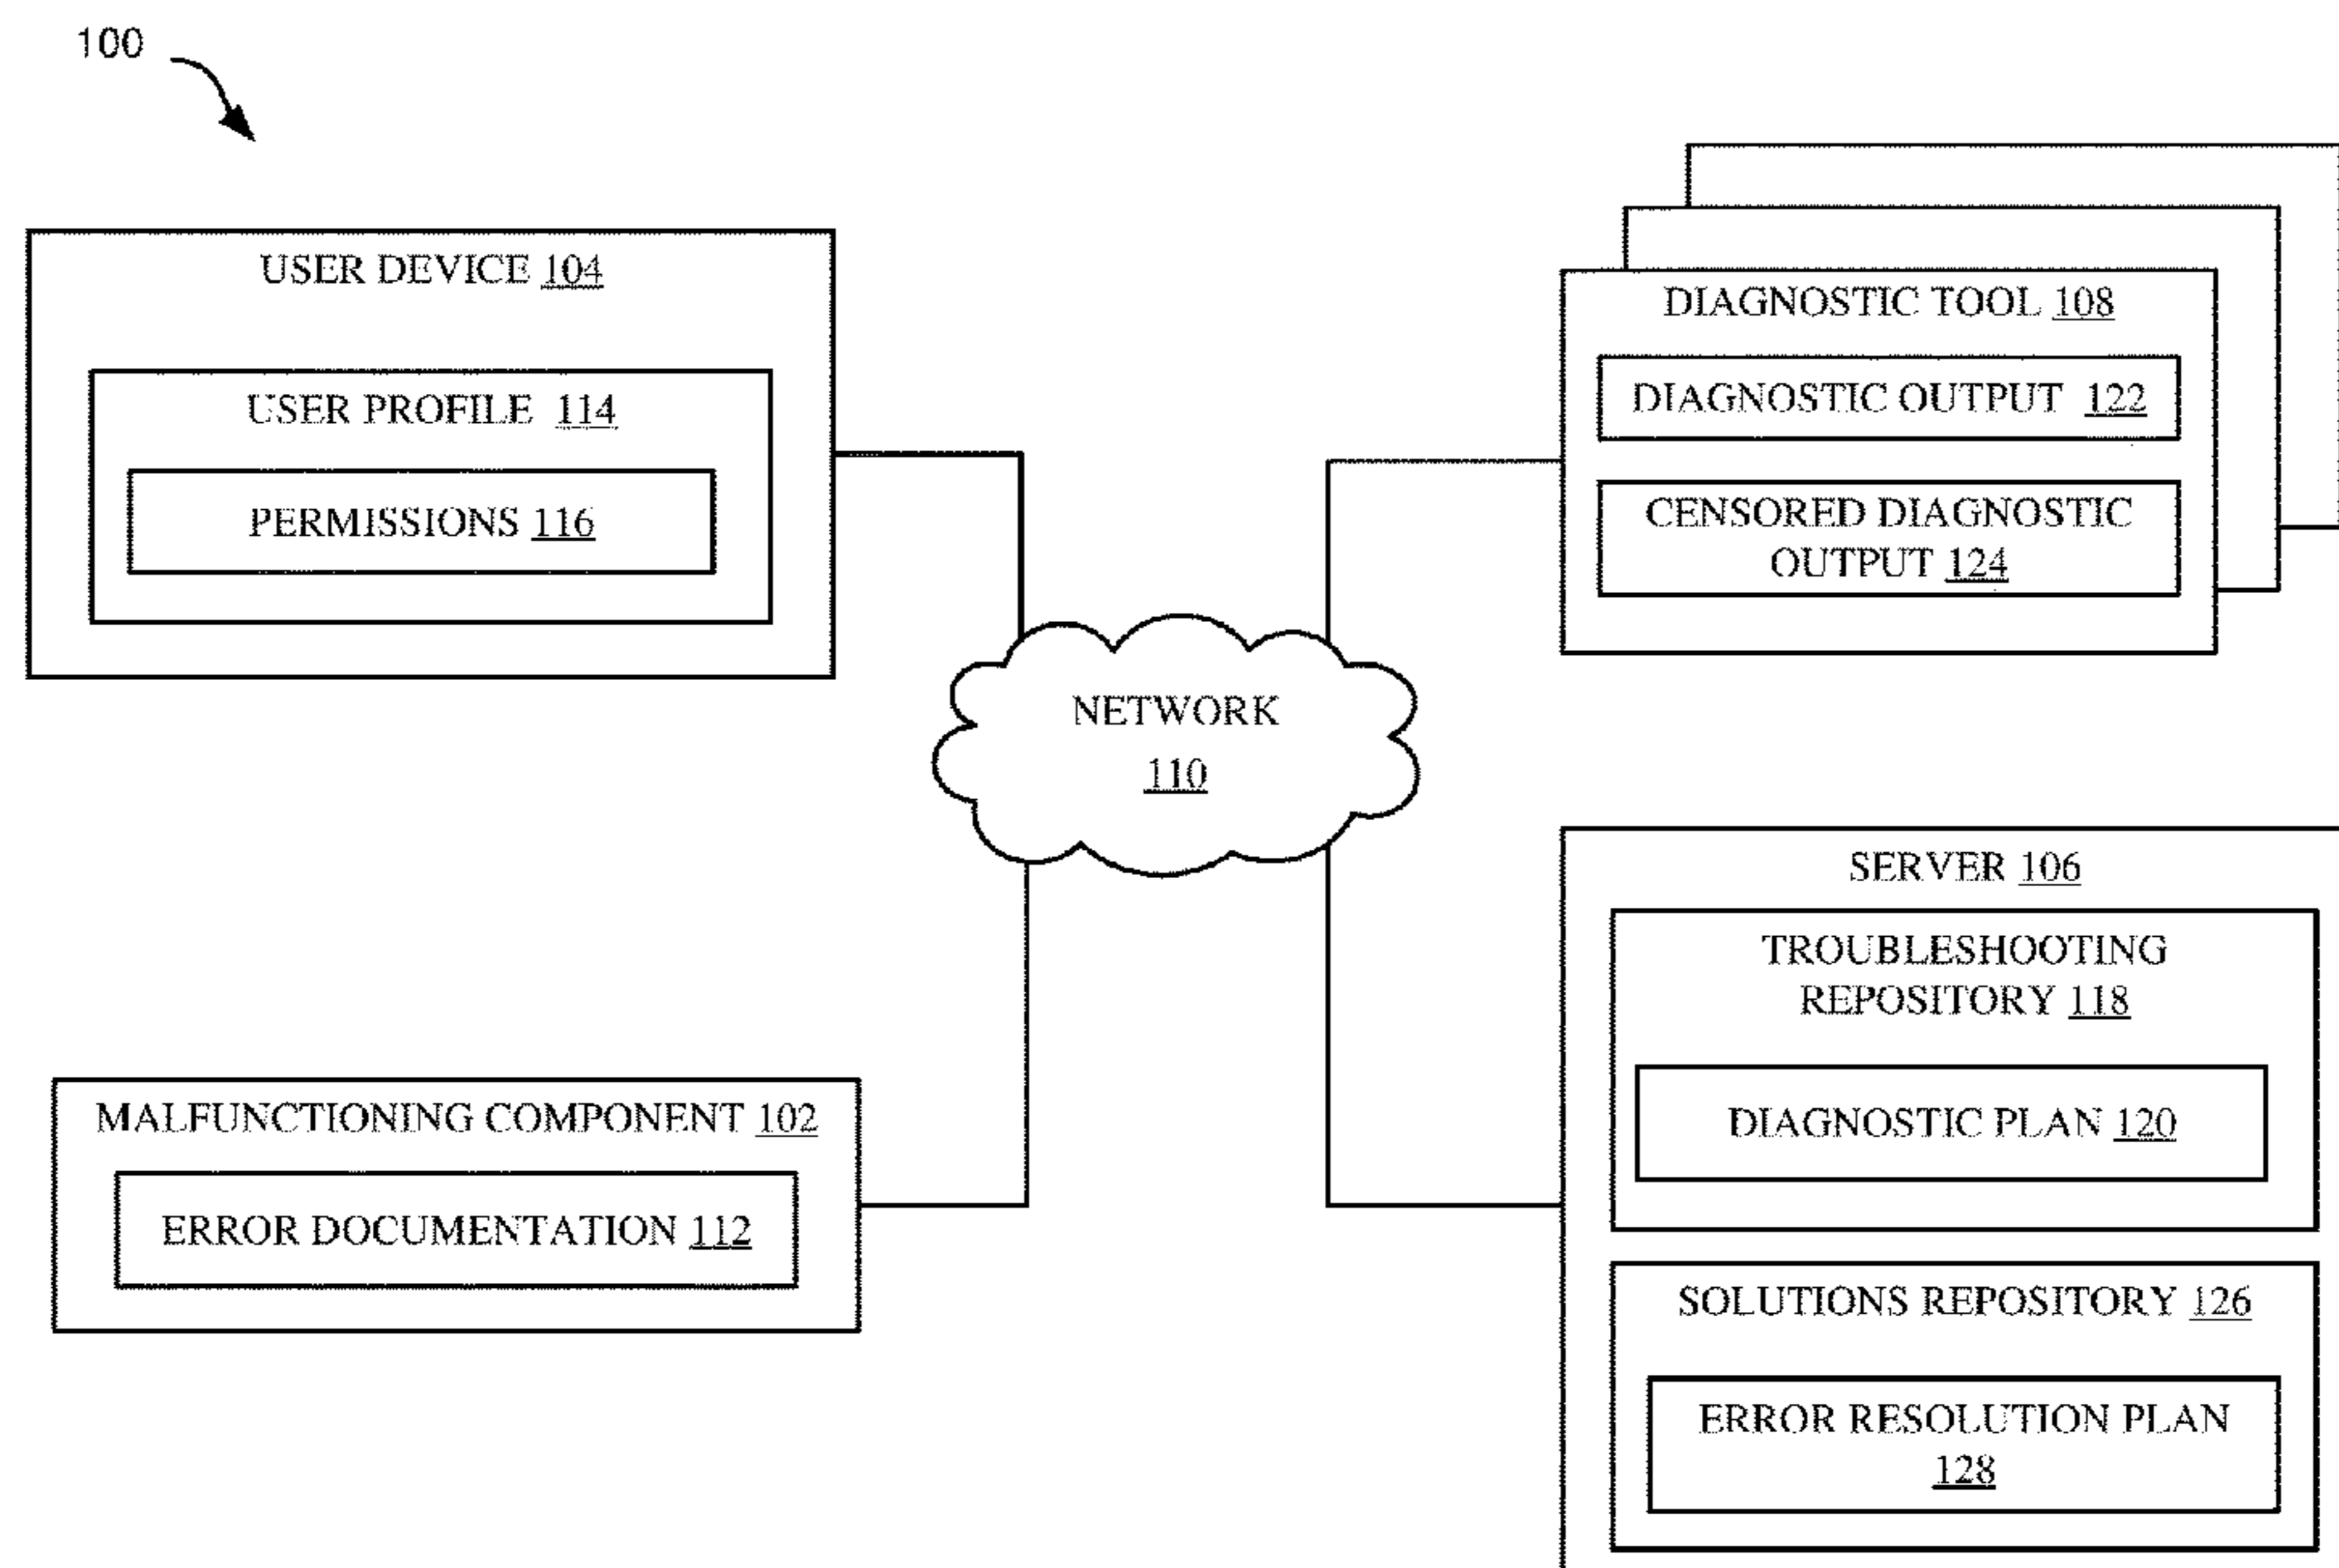 100
USER DEVICE 104
USER PROFILE 114
PERMISSIONS 116
DIAGNOSTIC TOOL 108
DIAGNOSTIC OUTPUT 122
CENSORED DIAGNOSTIC
OUTPUT 124
NETWORK
110
MALFUNCTIONING COMPONENT 102
ERROR DOCUMENTATION 112
SERVER 106
TROUBLESHOOTING
REPOSITORY 118
DIAGNOSTIC PLAN 120
SOLUTIONS REPOSITORY 126
ERROR RESOLUTION PLAN
128